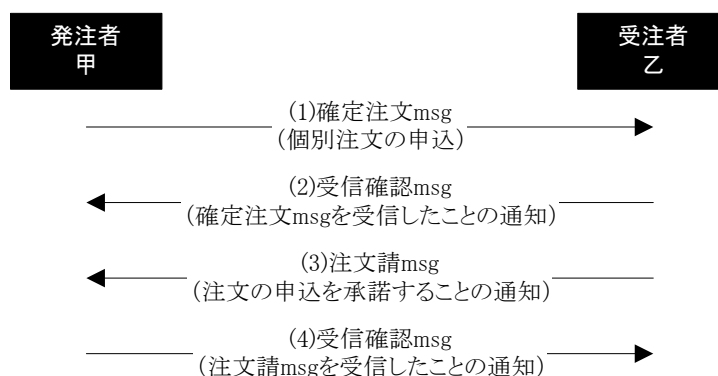 発注者
甲
受注者
乙
(1)確定注文msg
(個別注文の申込)
(2)受信確認msg
(確定注文msgを受信したことの通知)
(3)注文請msg
(注文の申込を承諾することの通知)
(4)受信確認msg
(注文請msgを受信したことの通知)